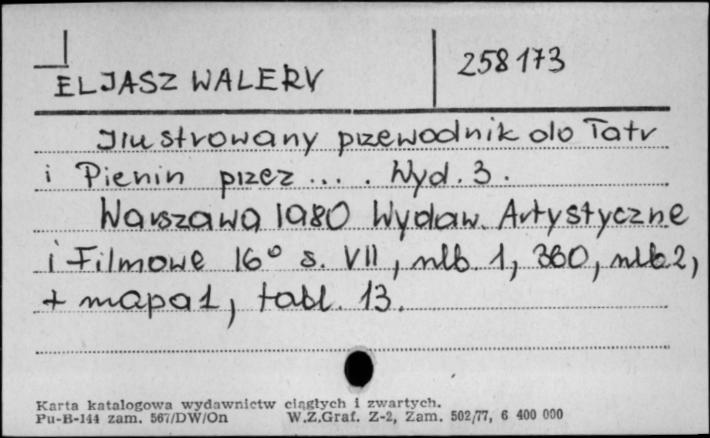 258173
ELJASZ WALERY
Ilustrowany przewodnik do Tatr
i Pienin przez .... Wyd. 3.
Warszawa 1980 Wydaw. Artystyczne
i Filmowe 16° s. VII, nlb. 1, 360, nlb. 2,
+ mapa 1, tabl. 13.
Karta katalogowa wydawnictw ciągłych i zwartych.
Pu-B-144 zam. 567/DW/On W.Z.Graf. Z-2, Zam. 502/77, 6 400 000